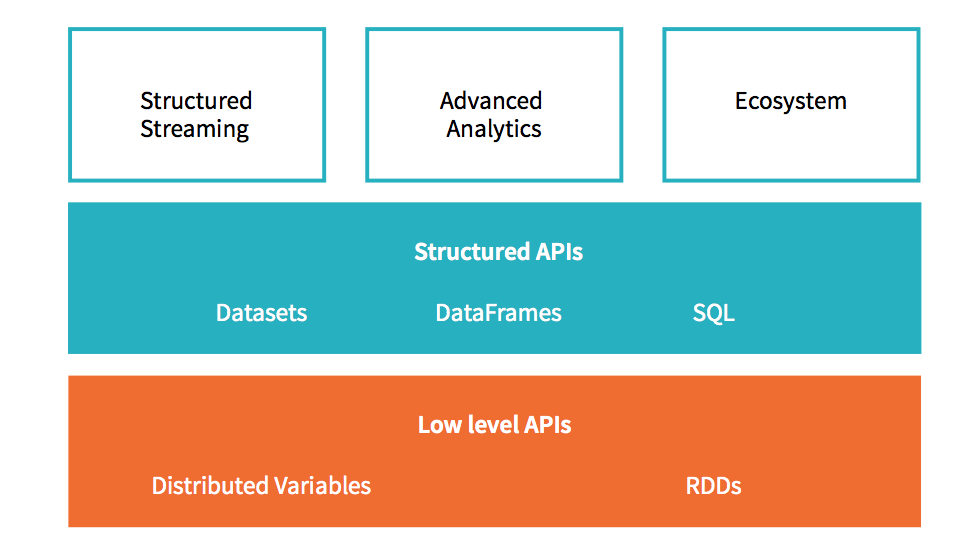 Structured
Streaming
Advanced
Analytics
Ecosystem
Structured APIs
Datasets DataFrames SQL
Low level APIs
Distributed Variables RDDs